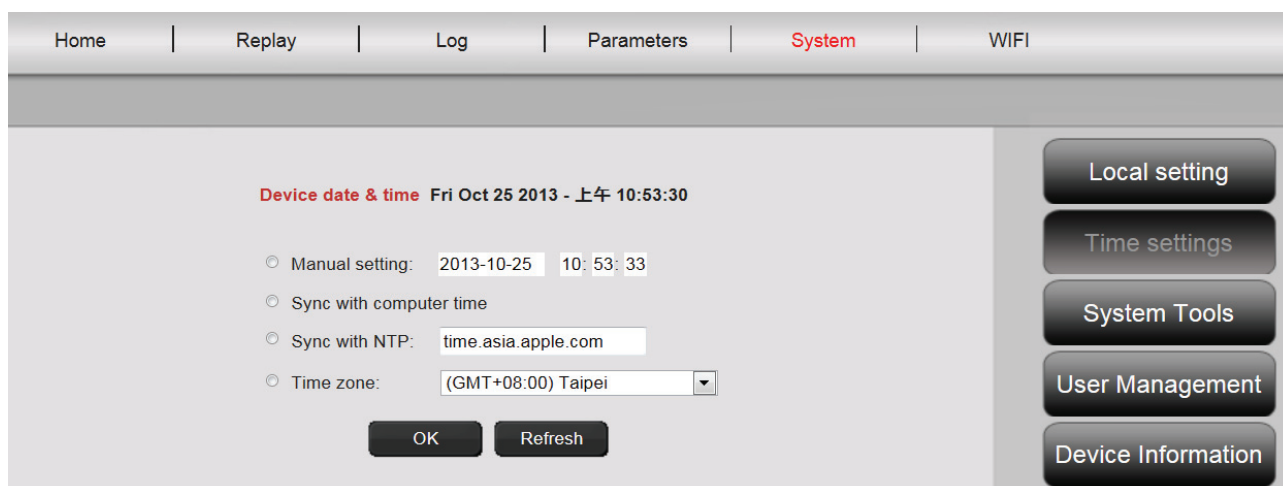 Home | Replay | Log | Parameters | System | WIFI
Device date & time Fri Oct 25 2013 - 上午 10:53:30
Manual setting: 2013-10-25 10: 53: 33
Sync with computer time
Sync with NTP: time.asia.apple.com
Time zone: (GMT+08:00) Taipei
OK Refresh
Local setting
Time settings
System Tools
User Management
Device Information